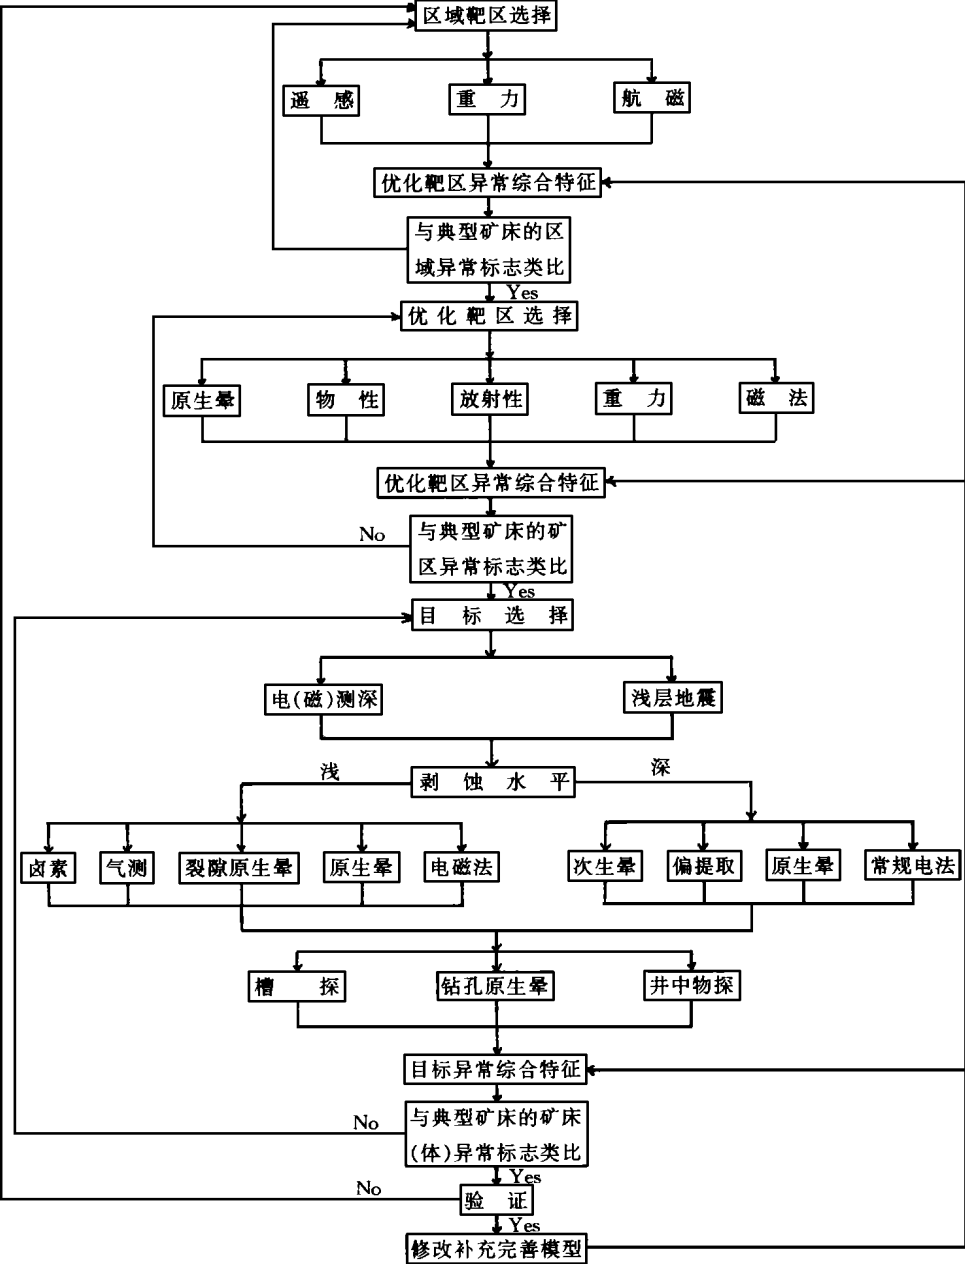 区域靶区选择
遥 感
重 力
航 磁
优化靶区异常综合特征
与典型矿床的区
域异常标志类比
Yes
优化靶区选择
原生晕
物 性
放射性
重 力
磁 法
优化靶区异常综合特征
No
与典型矿床的矿
区异常标志类比
Yes
目标选择
电(磁)测深
浅层地震
浅
剥蚀水平
深
卤素
气测
裂隙原生晕
原生晕
电磁法
次生晕
偏提取
原生晕
常规电法
槽 探
钻孔原生晕
井中物探
目标异常综合特征
No
与典型矿床的矿床
(体)异常标志类比
Yes
No
验 证
Yes
修改补充完善模型